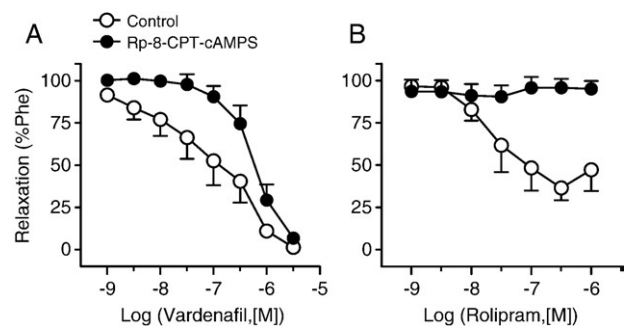 Control
Rp-8-CPT-cAMPS
A
B
Relaxation (%Phe)
100
75
50
25
0
-9
-8
-7
-6
-5
Log (Vardenafil,[M])
100
75
50
25
0
-9
-8
-7
-6
Log (Rolipram,[M])